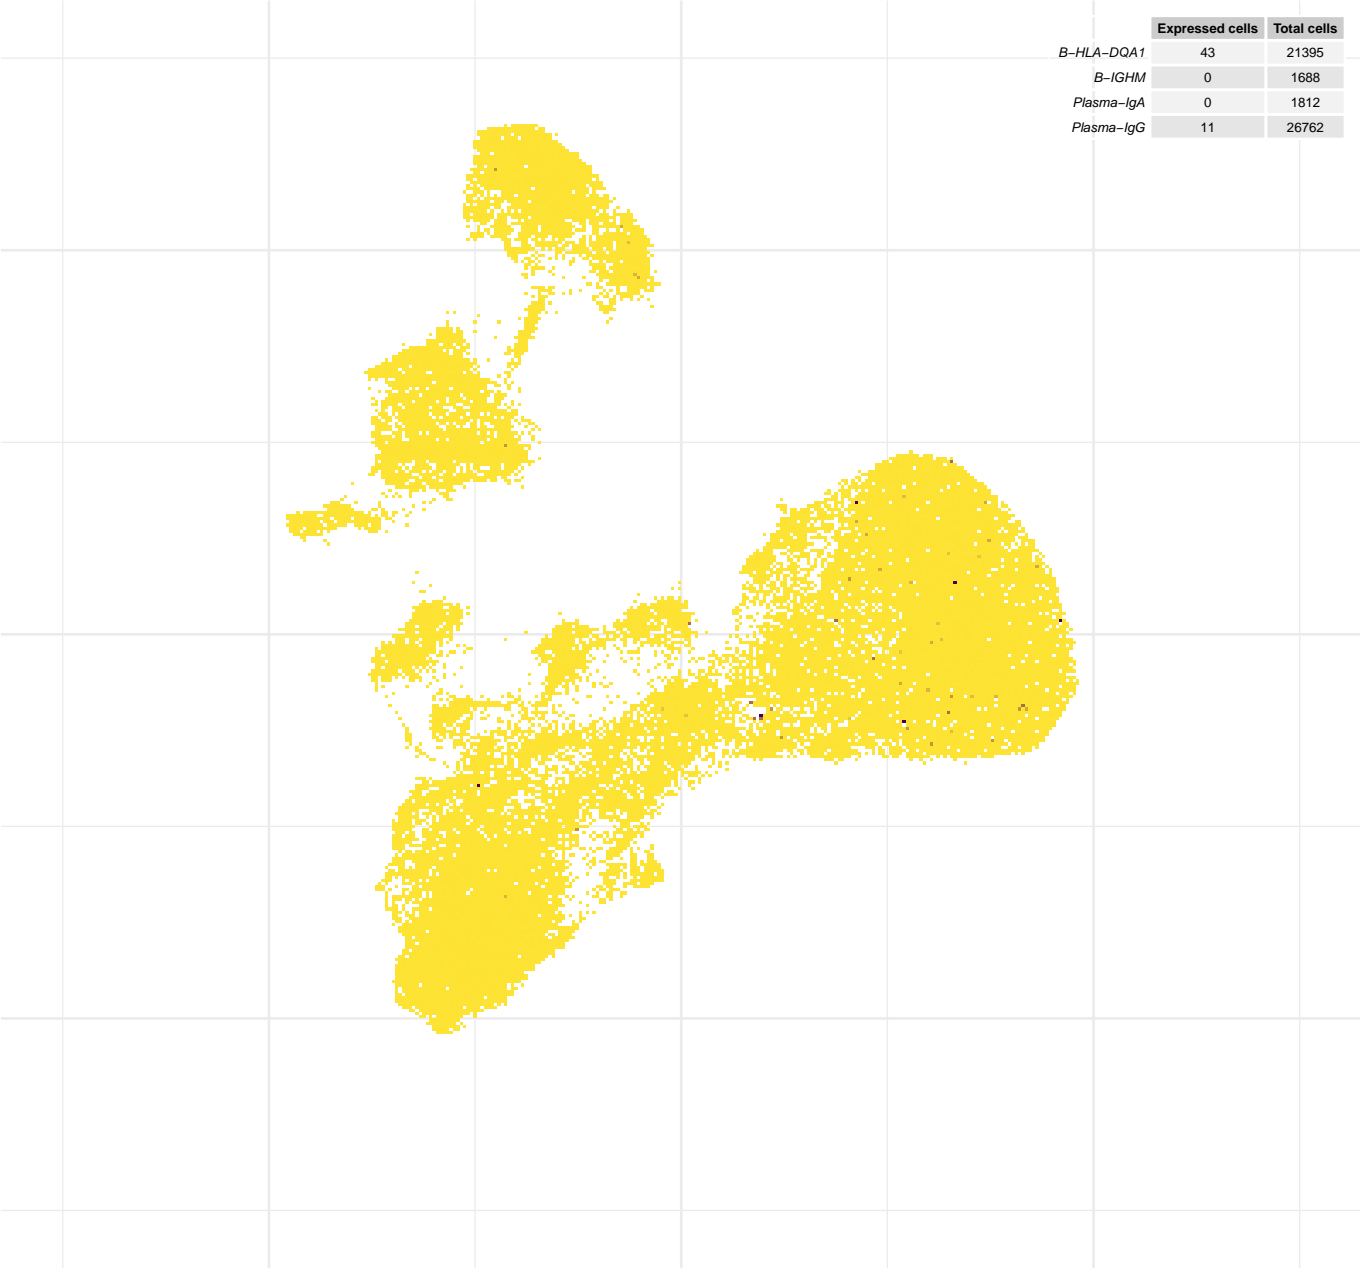 Expressed cells Total cells
B−HLA−DQA1 43 21395
B−IGHM 0 1688
Plasma−IgA 0 1812
Plasma−IgG 11 26762